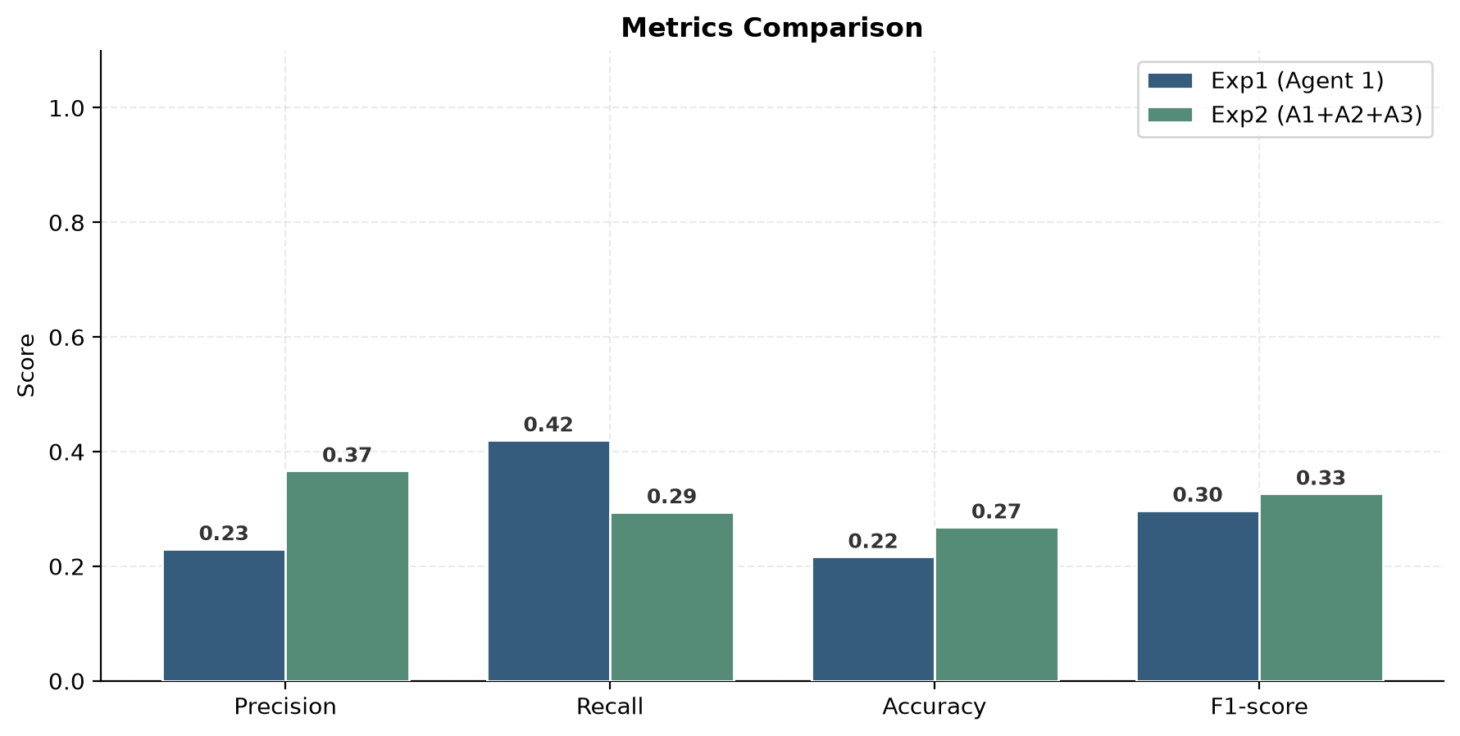 Metrics Comparison
Exp1 (Agent 1)
Exp2 (A1+A2+A3)
Score
1.0
0.8
0.6
0.4
0.2
0.0
0.23
0.37
0.42
0.29
0.22
0.27
0.30
0.33
Precision
Recall
Accuracy
F1-score